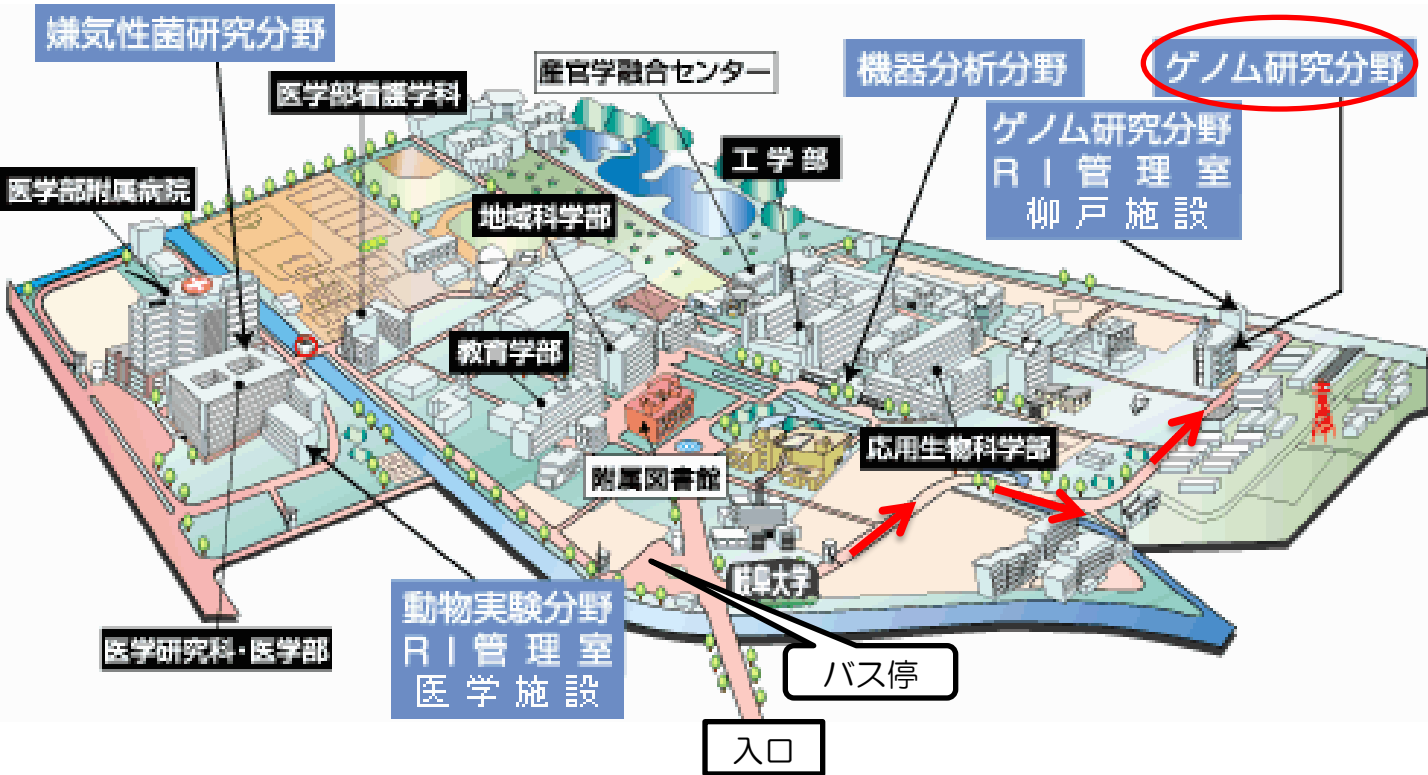 嫌気性菌研究分野
医学部看護学科
産官学融合センター
機器分析分野
ゲノム研究分野
ゲノム研究分野
RI管理室
柳戸施設
工学部
医学部附属病院
地域科学部
教育学部
応用生物科学部
附属図書館
岐阜大学
動物実験分野
RI管理室
医学施設
医学研究科・医学部
バス停
入口